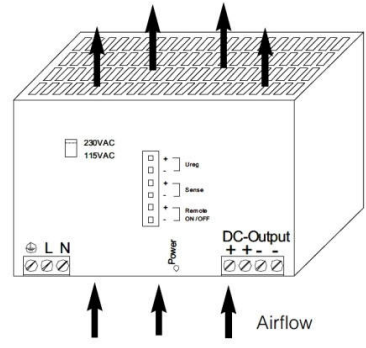 230VAC
115VAC
+
- Ureg
+
- Sense
+ Remote
- ON/OFF
L N
Power
DC-Output
+ + - -
Airflow